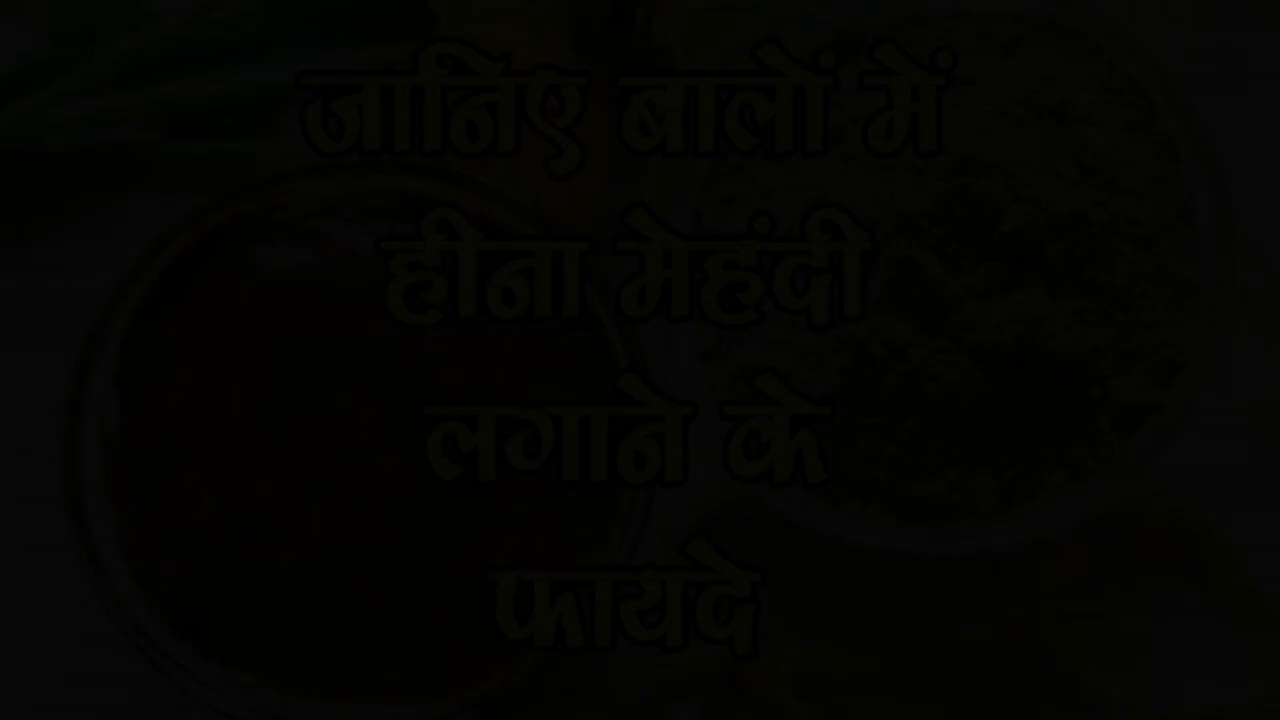 जानिए बालों में
हीना मेहंदी
लगाने के
फायदे